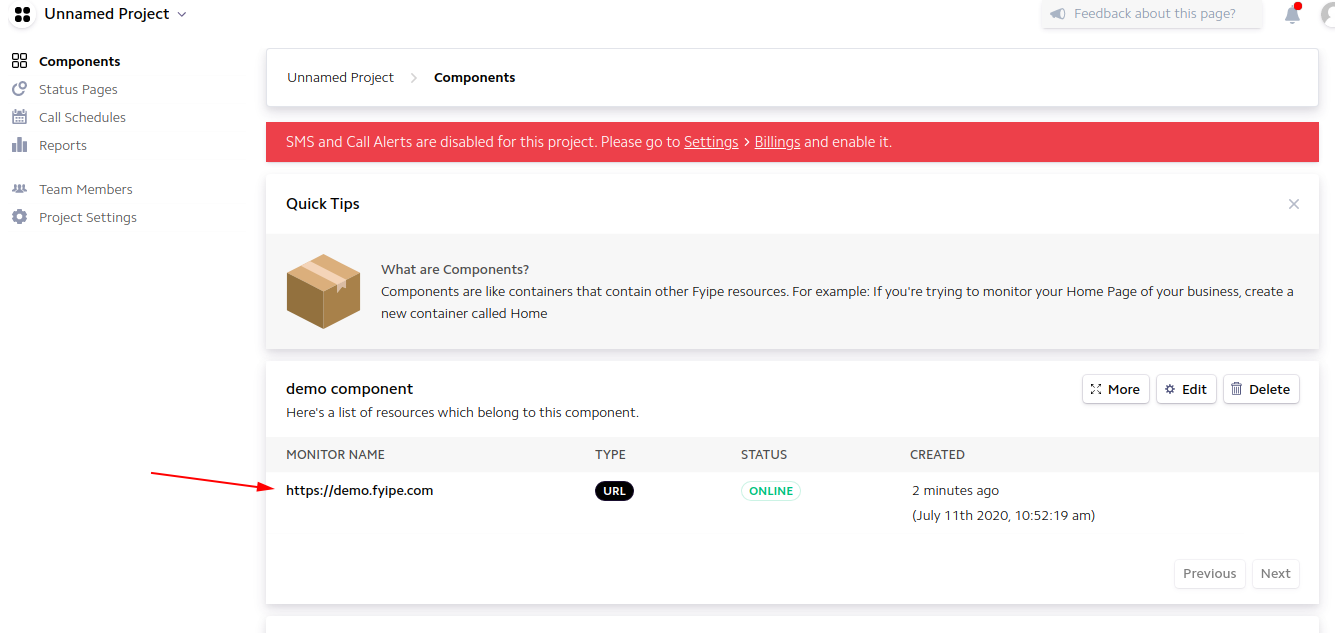 Unnamed Project
Feedback about this page?
Components
Status Pages
Call Schedules
Reports
Team Members
Project Settings
Unnamed Project > Components
SMS and Call Alerts are disabled for this project. Please go to Settings > Billings and enable it.
Quick Tips
What are Components?
Components are like containers that contain other Fyipe resources. For example: If you're trying to monitor your Home Page of your business, create a
new container called Home
demo component
More Edit Delete
Here's a list of resources which belong to this component.
MONITOR NAME TYPE STATUS CREATED
https://demo.fyipe.com URL ONLINE 2 minutes ago
(July 11th 2020, 10:52:19 am)
Previous Next